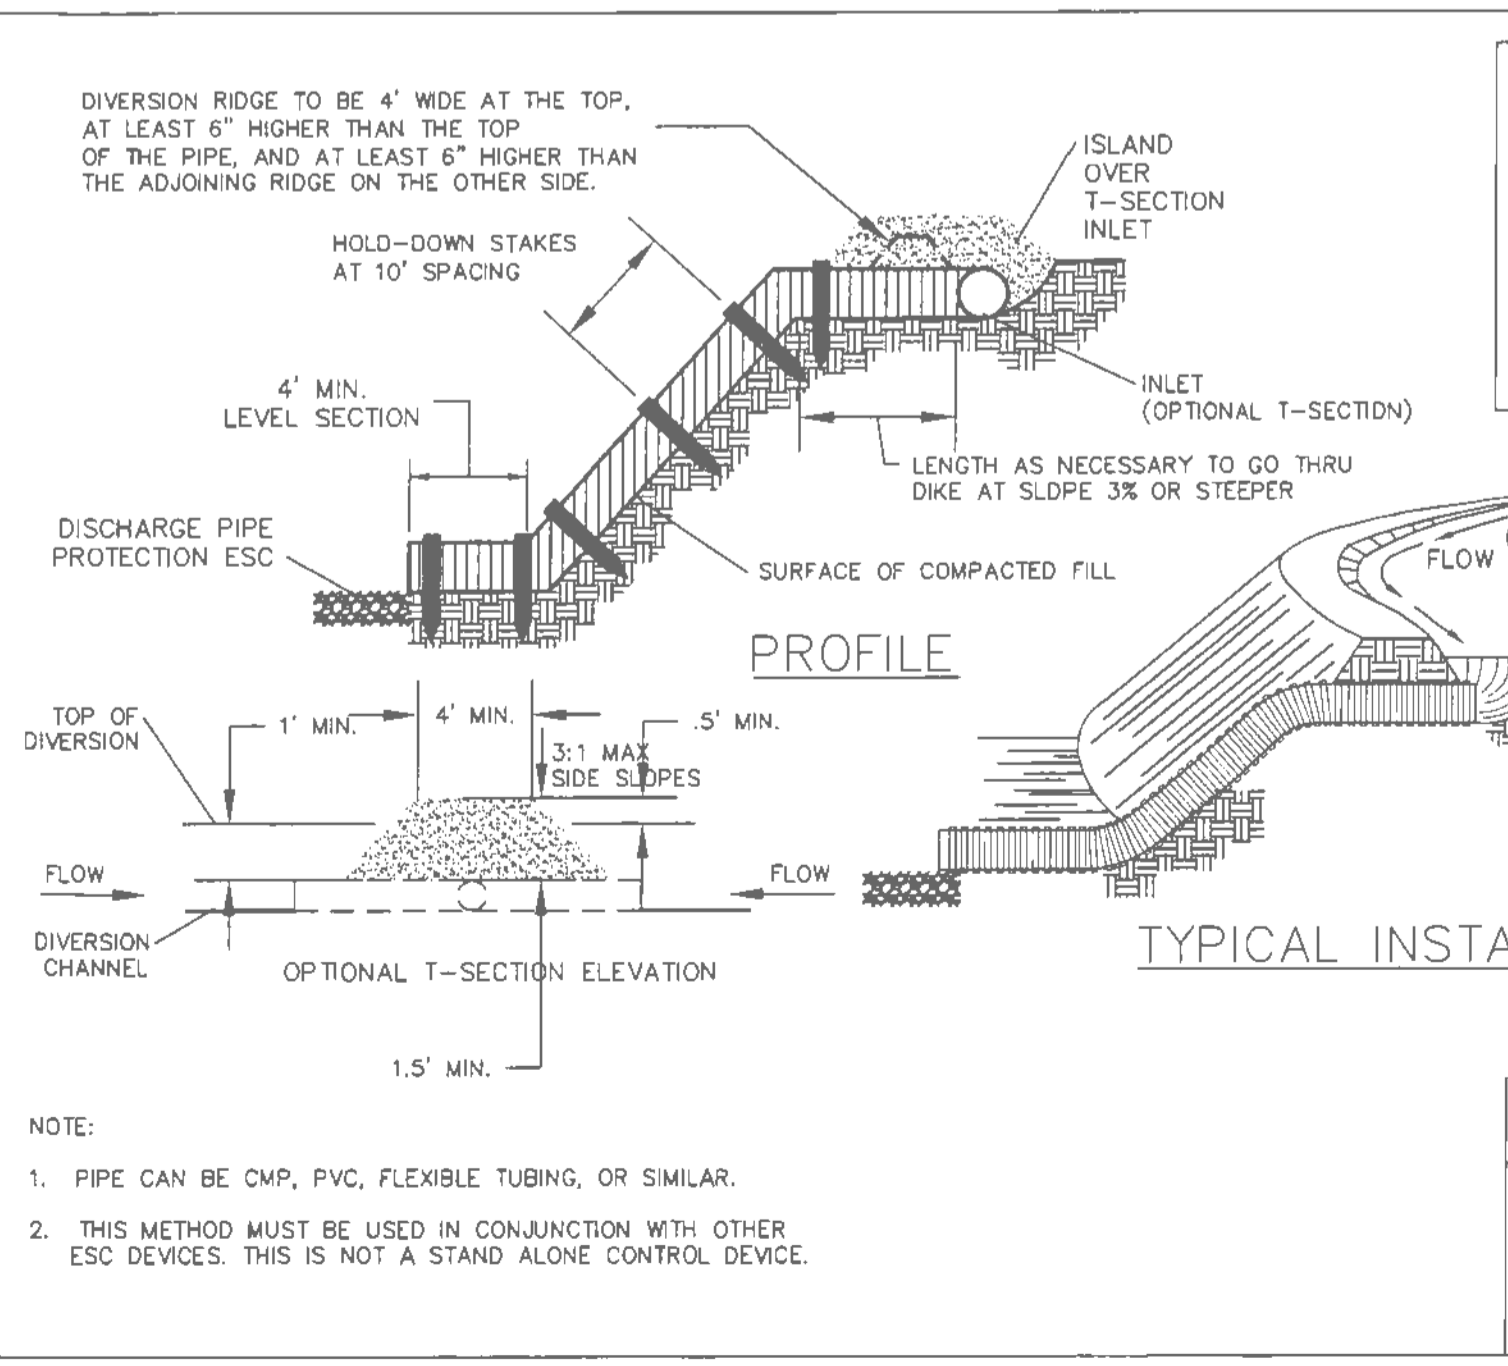 DIVERSION RIDGE TO BE 4' WIDE AT THE TOP,
AT LEAST 6" HIGHER THAN THE TOP
OF THE PIPE, AND AT LEAST 6" HIGHER THAN
THE ADJOINING RIDGE ON THE OTHER SIDE.
ISLAND
OVER
T-SECTION
INLET
HOLD-DOWN STAKES
AT 10' SPACING
4' MIN.
LEVEL SECTION
INLET
(OPTIONAL T-SECTION)
LENGTH AS NECESSARY TO GO THRU
DIKE AT SLOPE 3% OR STEEPER
DISCHARGE PIPE
PROTECTION ESC
SURFACE OF COMPACTED FILL
FLOW
PROFILE
TOP OF
DIVERSION
1' MIN.
4' MIN.
.5' MIN.
3:1 MAX
SIDE SLOPES
FLOW
FLOW
DIVERSION
CHANNEL
OPTIONAL T-SECTION ELEVATION
TYPICAL INSTA
1.5' MIN.
NOTE:
1. PIPE CAN BE CMP, PVC, FLEXIBLE TUBING, OR SIMILAR.
2. THIS METHOD MUST BE USED IN CONJUNCTION WITH OTHER
ESC DEVICES. THIS IS NOT A STAND ALONE CONTROL DEVICE.